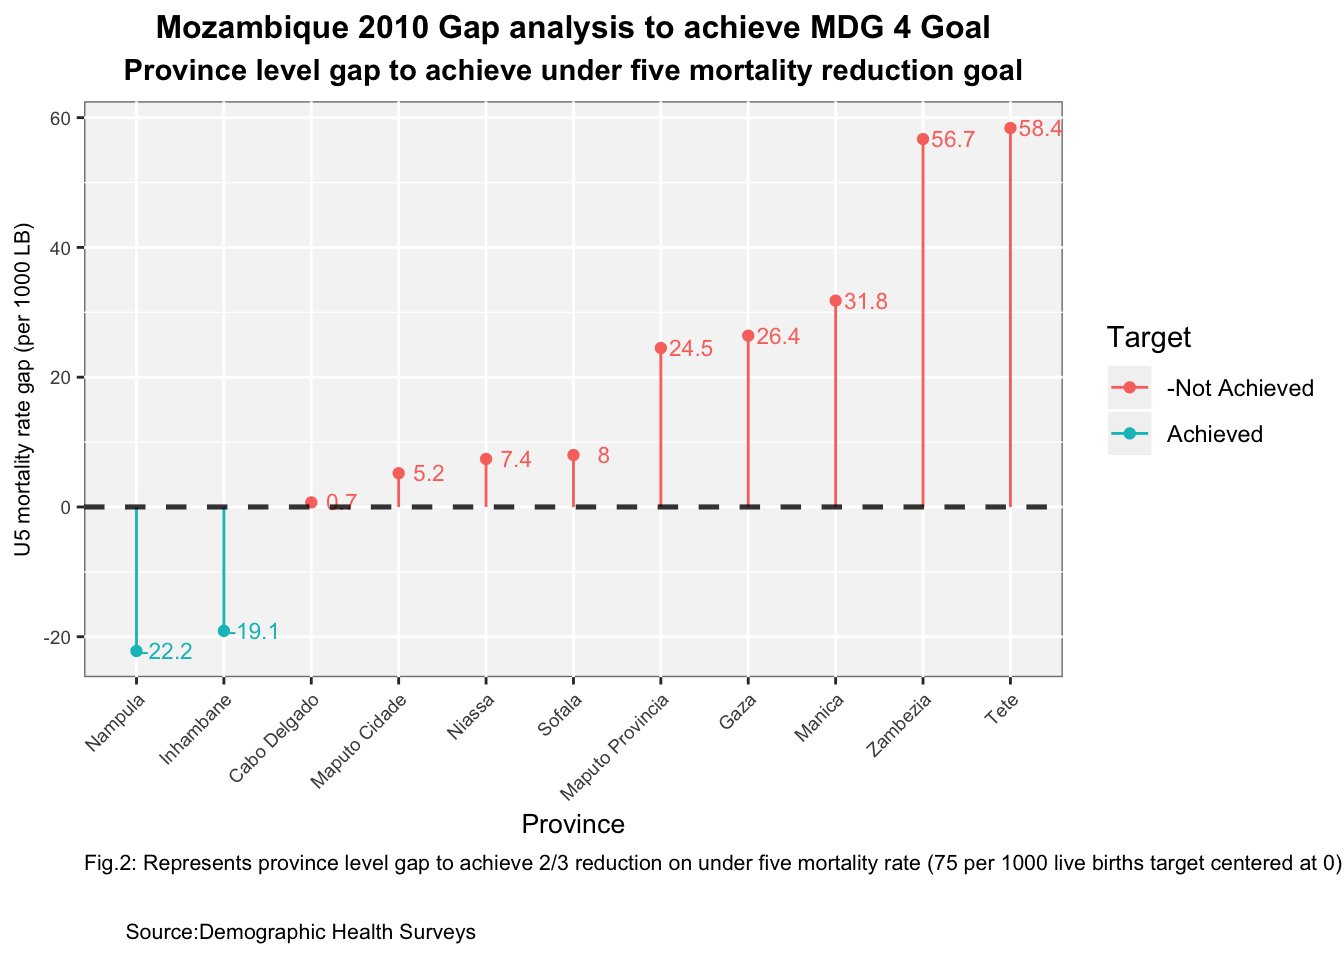 Mozambique 2010 Gap analysis to achieve MDG 4 Goal
Province level gap to achieve under five mortality reduction goal
U5 mortality rate gap (per 1000 LB)
60
40
20
0
-20
-22.2
-19.1
0.7
5.2
7.4
8
24.5
26.4
31.8
56.7
58.4
Nampula
Inhambane
Cabo Delgado
Maputo Cidade
Niassa
Sofala
Maputo Provincia
Gaza
Manica
Zambezia
Tete
Province
Target
-Not Achieved
Achieved
Fig.2: Represents province level gap to achieve 2/3 reduction on under five mortality rate (75 per 1000 live births target centered at 0)
Source:Demographic Health Surveys